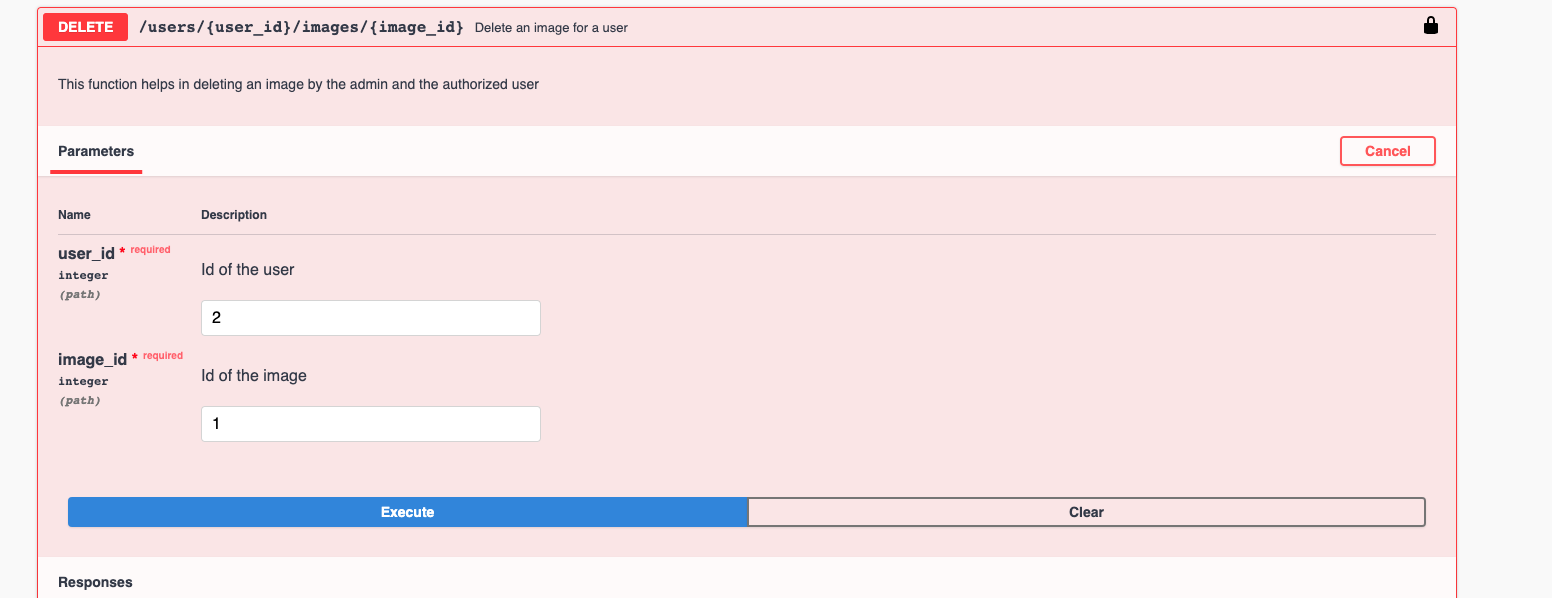 DELETE /users/{user_id}/images/{image_id} Delete an image for a user
This function helps in deleting an image by the admin and the authorized user
Parameters Cancel
Name Description
user_id * required
integer
(path)
Id of the user
2
image_id * required
integer
(path)
Id of the image
1
Execute Clear
Responses